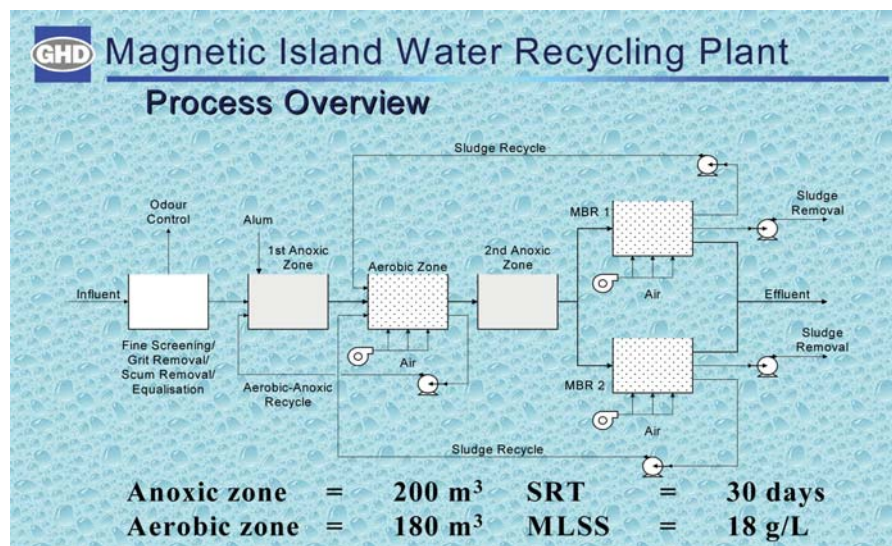 GHD Magnetic Island Water Recycling Plant
Process Overview
Sludge Recycle
Odour
Control
Alum
1st Anoxic
Zone
Aerobic Zone
2nd Anoxic
Zone
MBR 1
Sludge
Removal
Influent
Air
Effluent
Fine Screening/
Grit Removal/
Scum Removal/
Equalisation
Aerobic-Anoxic
Recycle
Air
MBR 2
Sludge
Removal
Air
Sludge Recycle
Anoxic zone = 200 m³ SRT = 30 days
Aerobic zone = 180 m³ MLSS = 18 g/L